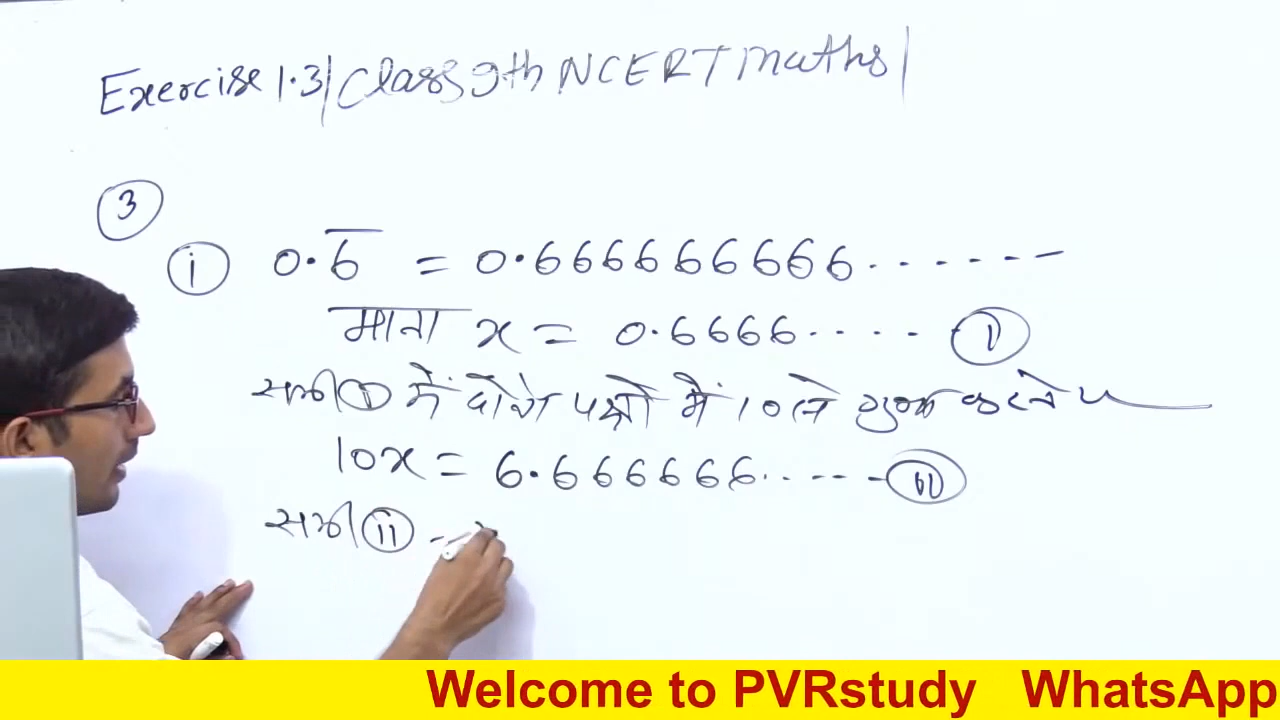 Exercise 1.3| Class 9th NCERT maths|
3
i 0.6̅ = 0.666666666.......
माना x = 0.6666..... i
समी i में दोनो पक्षो में 10 से गुणा करने प
10x = 6.666666..... ii
समी ii -
Welcome to PVRstudy WhatsApp